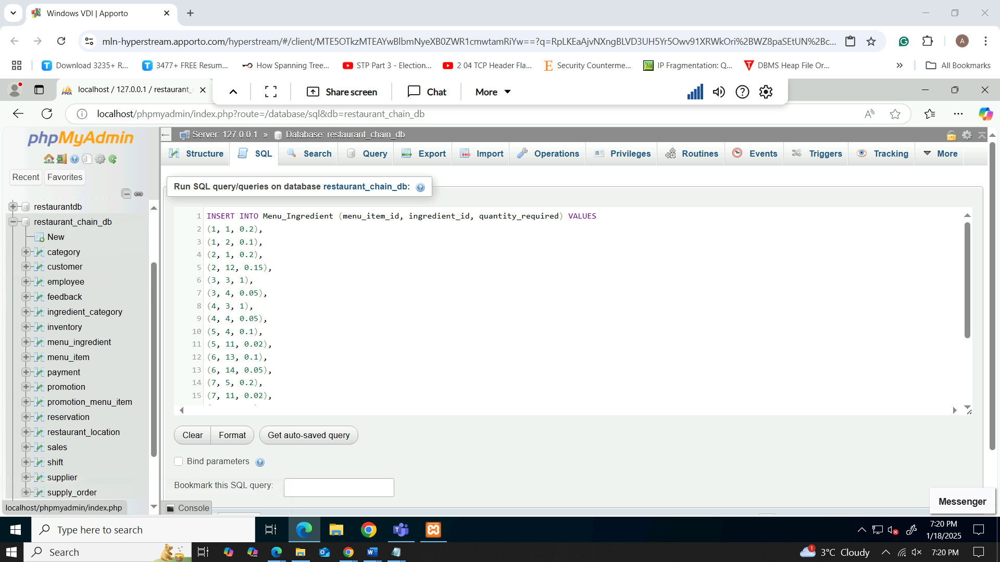 Windows VDI | Apporto
mln-hyperstream.apporto.com/hyperstream/#/client/MTE5OTkzMTEAYwBlbmNyeXB0ZWR1cmwtamRiYw==?q=RpLKEaAjvNXngBLVD3UH5Yr5Owv91XRWkOri%2BWZ8paSEtUN%2Bc...
A
Download 3235+ R...
3477+ FREE Resum...
How Spanning Tree...
STP Part 3 - Election...
2 04 TCP Header Fla...
Security Counterme...
IP Fragmentation: Q...
DBMS Heap File Or...
All Bookmarks
localhost / 127.0.0.1 / restaurant_
Share screen
Chat
More
localhost/phpmyadmin/index.php?route=/database/sql&db=restaurant_chain_db
phpMyAdmin
Recent
Favorites
restaurantdb
restaurant_chain_db
New
category
customer
employee
feedback
ingredient_category
inventory
menu_ingredient
menu_item
payment
promotion
promotion_menu_item
reservation
restaurant_location
sales
shift
supplier
supply_order
localhost/phpmyadmin/index.php
Server: 127.0.0.1 » Database: restaurant_chain_db
Structure
SQL
Search
Query
Export
Import
Operations
Privileges
Routines
Events
Triggers
Tracking
More
Run SQL query/queries on database restaurant_chain_db:
1 INSERT INTO Menu_Ingredient (menu_item_id, ingredient_id, quantity_required) VALUES
2 (1, 1, 0.2),
3 (1, 2, 0.1),
4 (2, 1, 0.2),
5 (2, 12, 0.15),
6 (3, 3, 1),
7 (3, 4, 0.05),
8 (4, 3, 1),
9 (4, 4, 0.05),
10 (5, 4, 0.1),
11 (5, 11, 0.02),
12 (6, 13, 0.1),
13 (6, 14, 0.05),
14 (7, 5, 0.2),
15 (7, 11, 0.02),
Clear
Format
Get auto-saved query
Bind parameters
Bookmark this SQL query:
Console
Messenger
Type here to search
7:20 PM
1/18/2025
Search
1
3°C Cloudy
7:20 PM